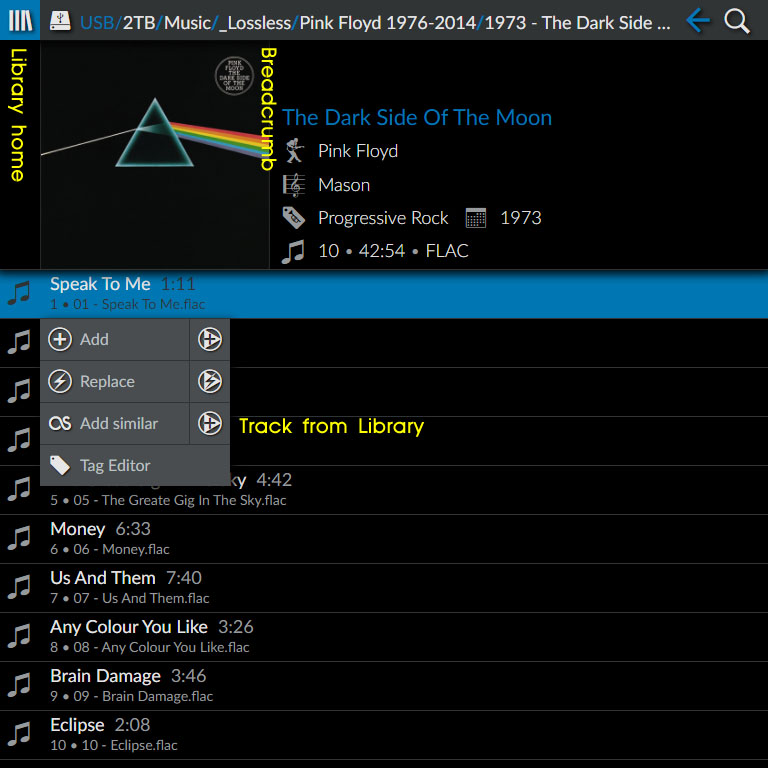 USB/2TB/Music/_Lossless/Pink Floyd 1976-2014/1973 - The Dark Side ...
Library home
PINK FLOYD
THE
DARK SIDE
OF THE
MOON
Breadcrumb
The Dark Side Of The Moon
Pink Floyd
Mason
Progressive Rock 1973
10 • 42:54 • FLAC
Speak To Me 1:11
1 • 01 - Speak To Me.flac
Add
Replace
Add similar
Track from Library
Tag Editor
ky 4:42
5 • 05 - The Greate Gig In The Sky.flac
Money 6:33
6 • 06 - Money.flac
Us And Them 7:40
7 • 07 - Us And Them.flac
Any Colour You Like 3:26
8 • 08 - Any Colour You Like.flac
Brain Damage 3:46
9 • 09 - Brain Damage.flac
Eclipse 2:08
10 • 10 - Eclipse.flac